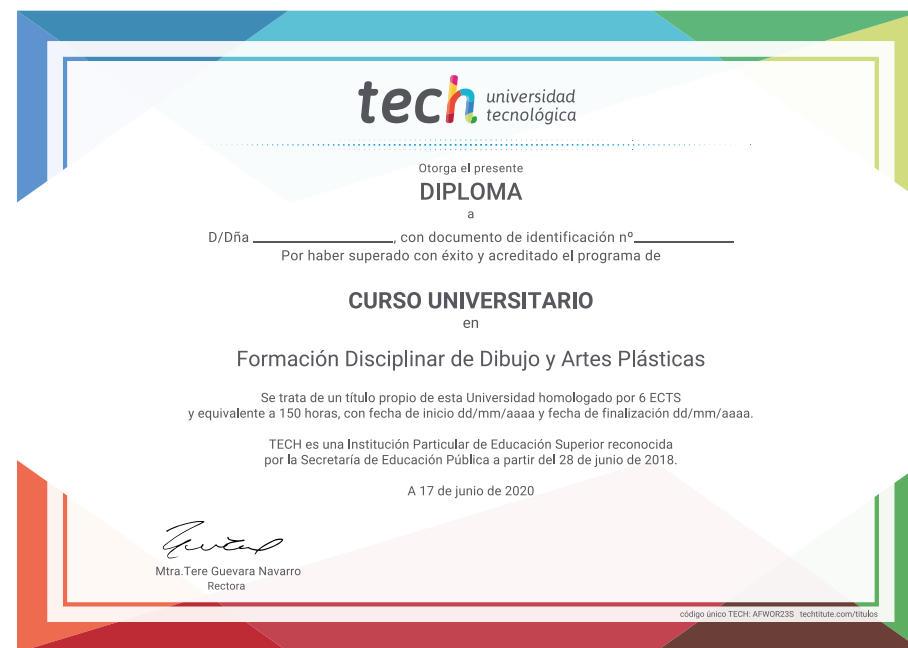 tech universidad
tecnológica
Otorga el presente
DIPLOMA
a
D/Dña ____________________, con documento de identificación nº______________
Por haber superado con éxito y acreditado el programa de
CURSO UNIVERSITARIO
en
Formación Disciplinar de Dibujo y Artes Plásticas
Se trata de un título propio de esta Universidad homologado por 6 ECTS
y equivalente a 150 horas, con fecha de inicio dd/mm/aaaa y fecha de finalización dd/mm/aaaa.
TECH es una Institución Particular de Educación Superior reconocida
por la Secretaría de Educación Pública a partir del 28 de junio de 2018.
A 17 de junio de 2020
Mtra.Tere Guevara Navarro
Rectora
código único TECH: AFWOR23S techtitute.com/titulos